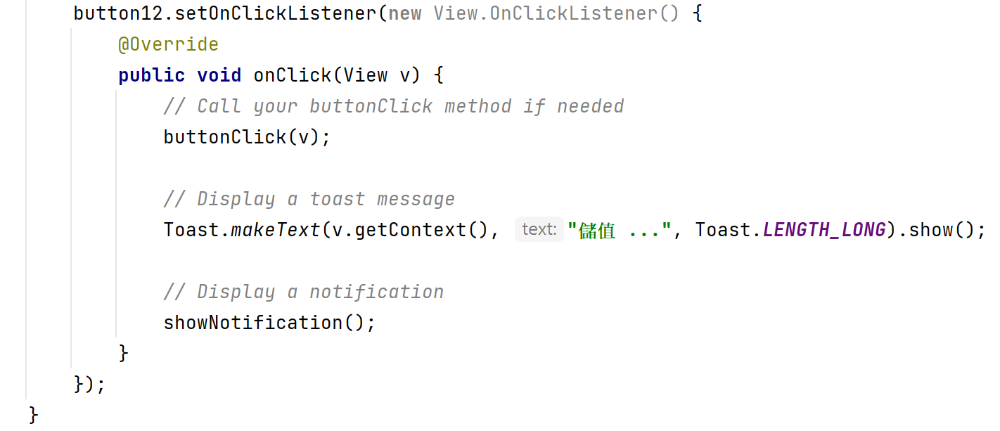 button12.setOnClickListener(new View.OnClickListener() {
@Override
public void onClick(View v) {
// Call your buttonClick method if needed
buttonClick(v);
// Display a toast message
Toast.makeText(v.getContext(), text: "儲值 ...", Toast.LENGTH_LONG).show();
// Display a notification
showNotification();
}
});
}